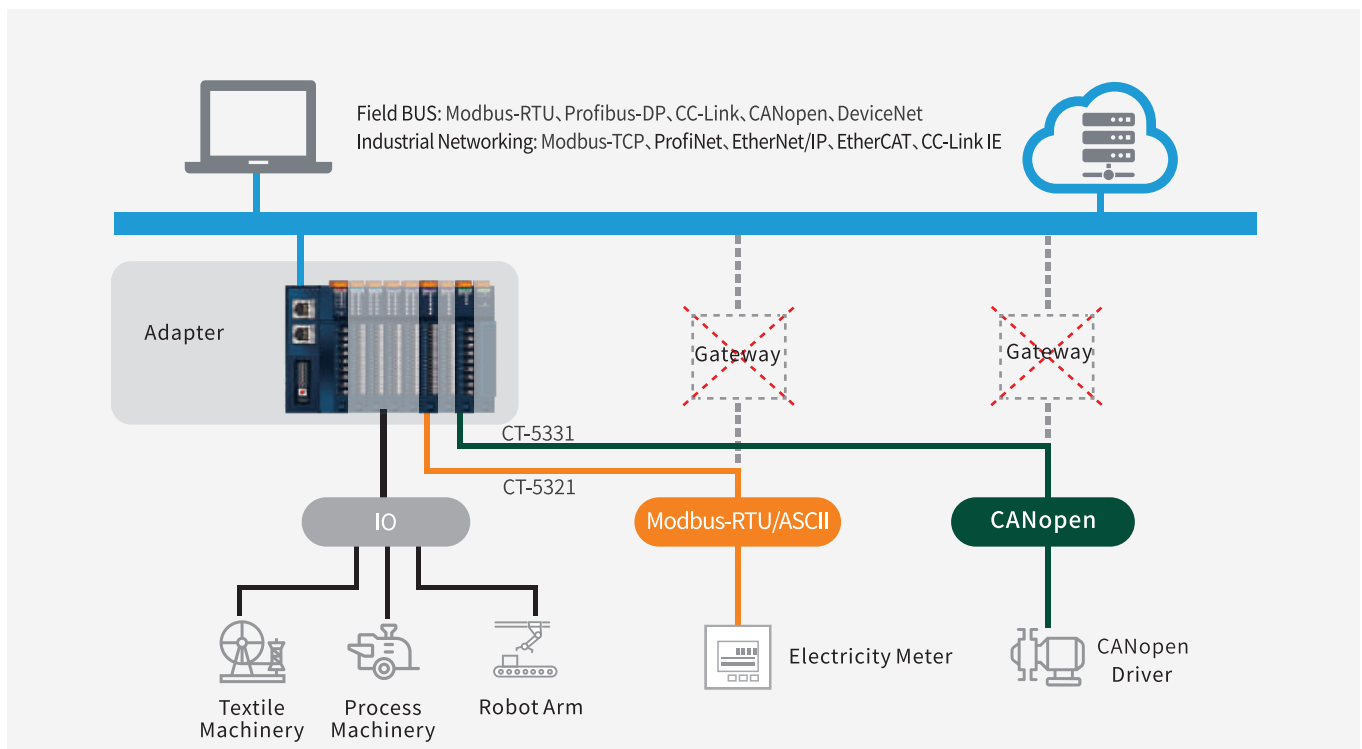 Field BUS: Modbus-RTU、Profibus-DP、CC-Link、CANopen、DeviceNet
Industrial Networking: Modbus-TCP、ProfiNet、EtherNet/IP、EtherCAT、CC-Link IE
Adapter
Gateway
Gateway
CT-5331
CT-5321
IO
Modbus-RTU/ASCII
CANopen
Electricity Meter
CANopen
Driver
Textile
Machinery
Process
Machinery
Robot Arm